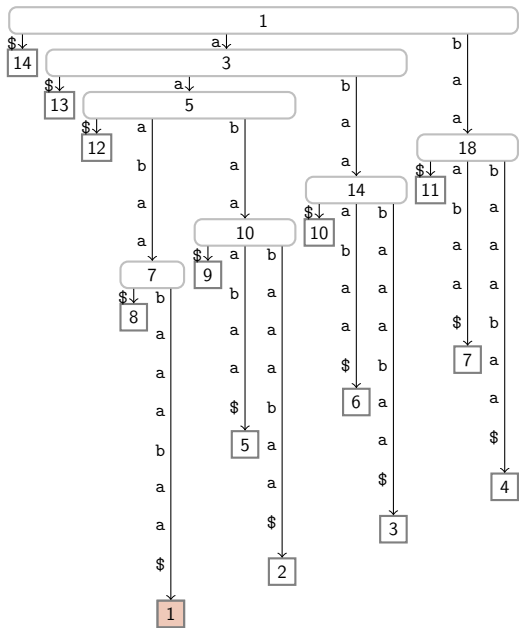 1
$ a b
14 3 a
$ a b
13 5 a
$ a b a
12 18
b a a $ a b
14 11
a a $ a b b a
10 10
a $ a b b a a a
7 9
$ b b a a a a a
8
a a a a a $ b
7
a a a $ b a
6
a $ b a a
5
b a a $
a a $ 4
a $ 3
$ 2
1